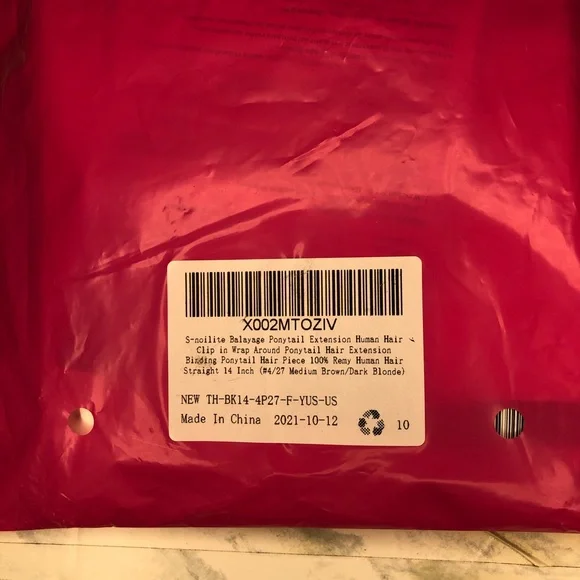 X002MTOZIV
S-noilite Balayage Ponytail Extension Human Hair
Clip in Wrap Around Ponytail Hair Extension
Binding Ponytail Hair Piece 100% Remy Human Hair
Straight 14 Inch (#4/27 Medium Brown/Dark Blonde)
NEW TH-BK14-4P27-F-YUS-US
Made In China 2021-10-12 10